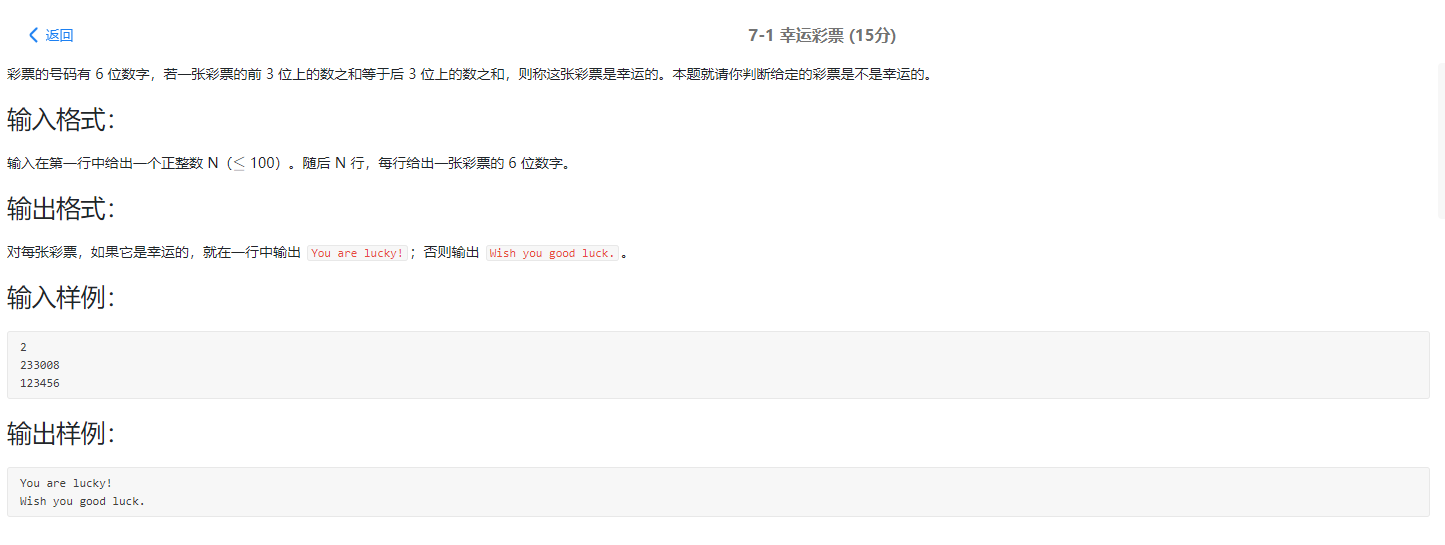 返回
7-1 幸运彩票 (15分)
彩票的号码有 6 位数字，若一张彩票的前 3 位上的数之和等于后 3 位上的数之和，则称这张彩票是幸运的。本题就请你判断给定的彩票是不是幸运的。
输入格式：
输入在第一行中给出一个正整数 N（≤ 100）。随后 N 行，每行给出一张彩票的 6 位数字。
输出格式：
对每张彩票，如果它是幸运的，就在一行中输出 You are lucky!；否则输出 Wish you good luck.。
输入样例：
2
233008
123456
输出样例：
You are lucky!
Wish you good luck.